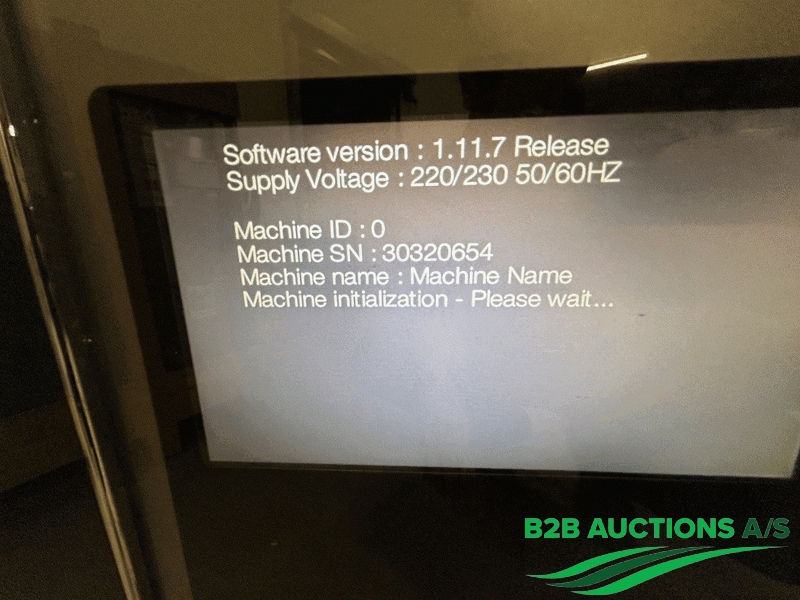 Software version : 1.11.7 Release
Supply Voltage : 220/230 50/60HZ
Machine ID : 0
Machine SN : 30320654
Machine name : Machine Name
Machine initialization - Please wait...
B2B AUCTIONS A/S